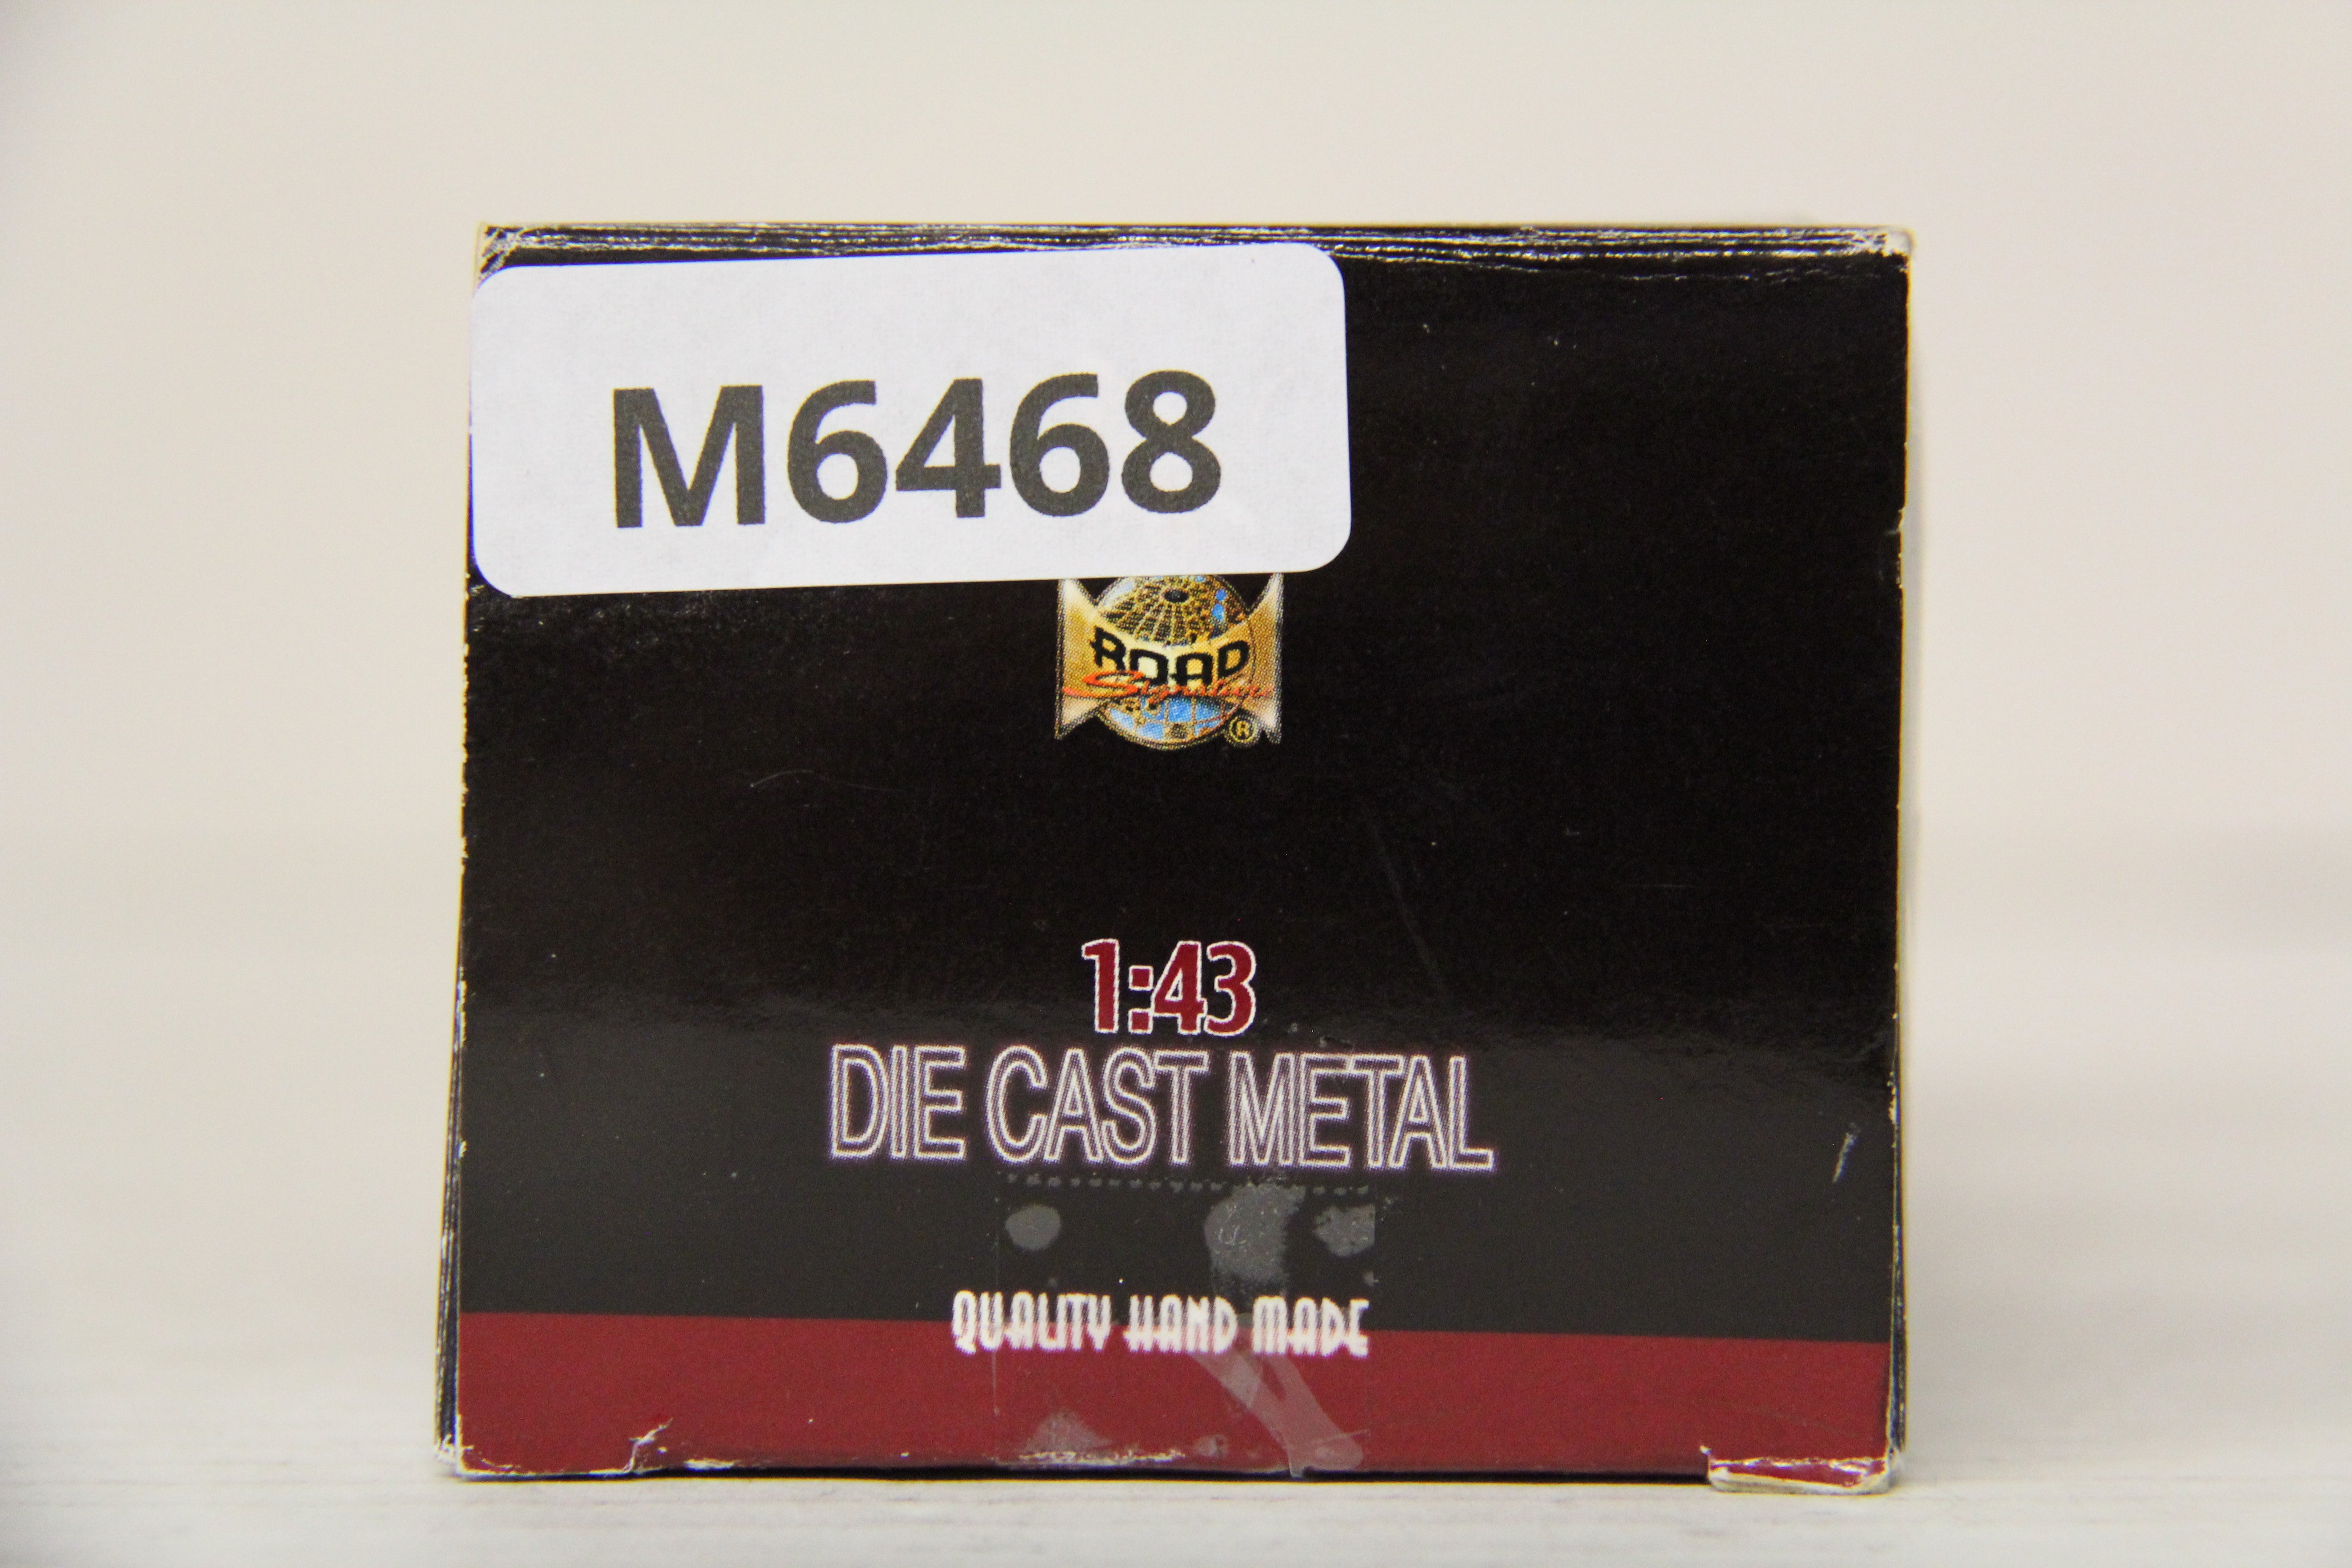 M6468
ROAD
Signature
®
1:43
DIE CAST METAL
QUALITY HAND MADE